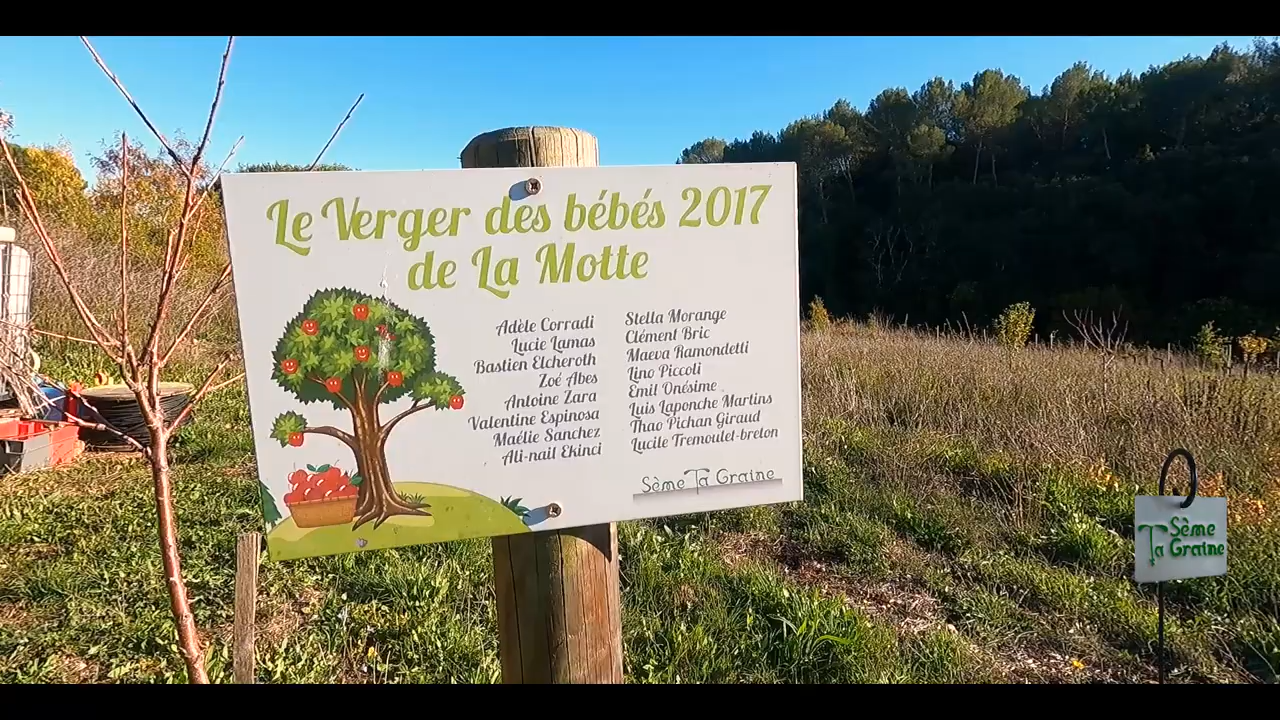 Le Verger des bébés 2017
de La Motte
Adèle Corradi
Lucie Lamas
Bastien Elcheroth
Zoé Abes
Antoine Zara
Valentine Espinosa
Maélie Sanchez
Ali-nail Ekinci
Stella Morange
Clément Bric
Maeva Ramondetti
Lino Piccoli
Emil Onésime
Luis Laponche Martins
Thao Pichan Giraud
Lucile Tremoulet-breton
Sème Ta Graine
Sème
Ta Graine